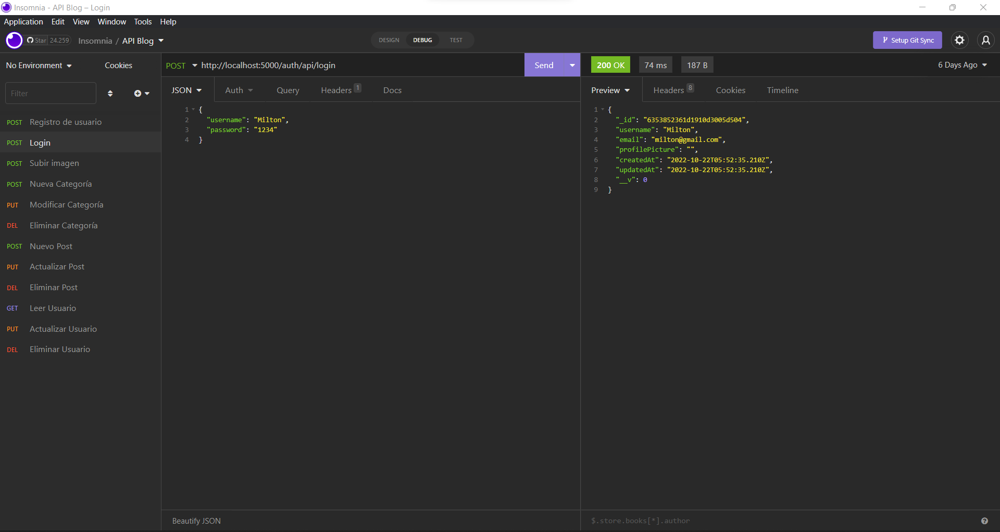 Insomnia - API Blog – Login
Application Edit View Window Tools Help
Star 24.259 Insomnia / API Blog
DESIGN DEBUG TEST
Setup Git Sync
No Environment Cookies
POST http://localhost:5000/auth/api/login Send
200 OK 74 ms 187 B 6 Days Ago
Filter
POST Registro de usuario
POST Login
POST Subir imagen
POST Nueva Categoría
PUT Modificar Categoría
DEL Eliminar Categoría
POST Nuevo Post
PUT Actualizar Post
DEL Eliminar Post
GET Leer Usuario
PUT Actualizar Usuario
DEL Eliminar Usuario
JSON Auth Query Headers 1 Docs
1 {
2 "username": "Milton",
3 "password": "1234"
4 }
Beautify JSON
Preview Headers 8 Cookies Timeline
1 {
2 "_id": "6353852361d1910d3005d504",
3 "username": "Milton",
4 "email": "milton@gmail.com",
5 "profilePicture": "",
6 "createdAt": "2022-10-22T05:52:35.210Z",
7 "updatedAt": "2022-10-22T05:52:35.210Z",
8 "__v": 0
9 }
$.store.books[*].author